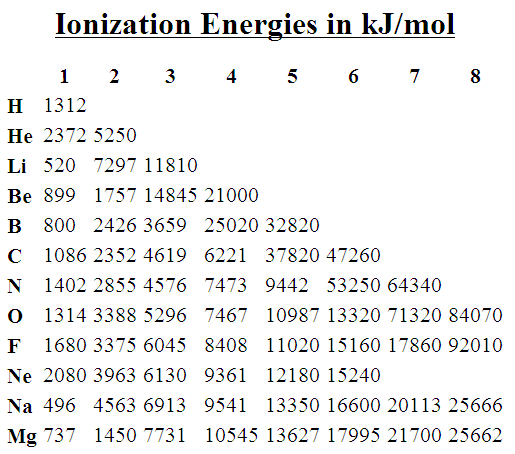 Ionization Energies in kJ/mol
1 2 3 4 5 6 7 8
H 1312
He 2372 5250
Li 520 7297 11810
Be 899 1757 14845 21000
B 800 2426 3659 25020 32820
C 1086 2352 4619 6221 37820 47260
N 1402 2855 4576 7473 9442 53250 64340
O 1314 3388 5296 7467 10987 13320 71320 84070
F 1680 3375 6045 8408 11020 15160 17860 92010
Ne 2080 3963 6130 9361 12180 15240
Na 496 4563 6913 9541 13350 16600 20113 25666
Mg 737 1450 7731 10545 13627 17995 21700 25662